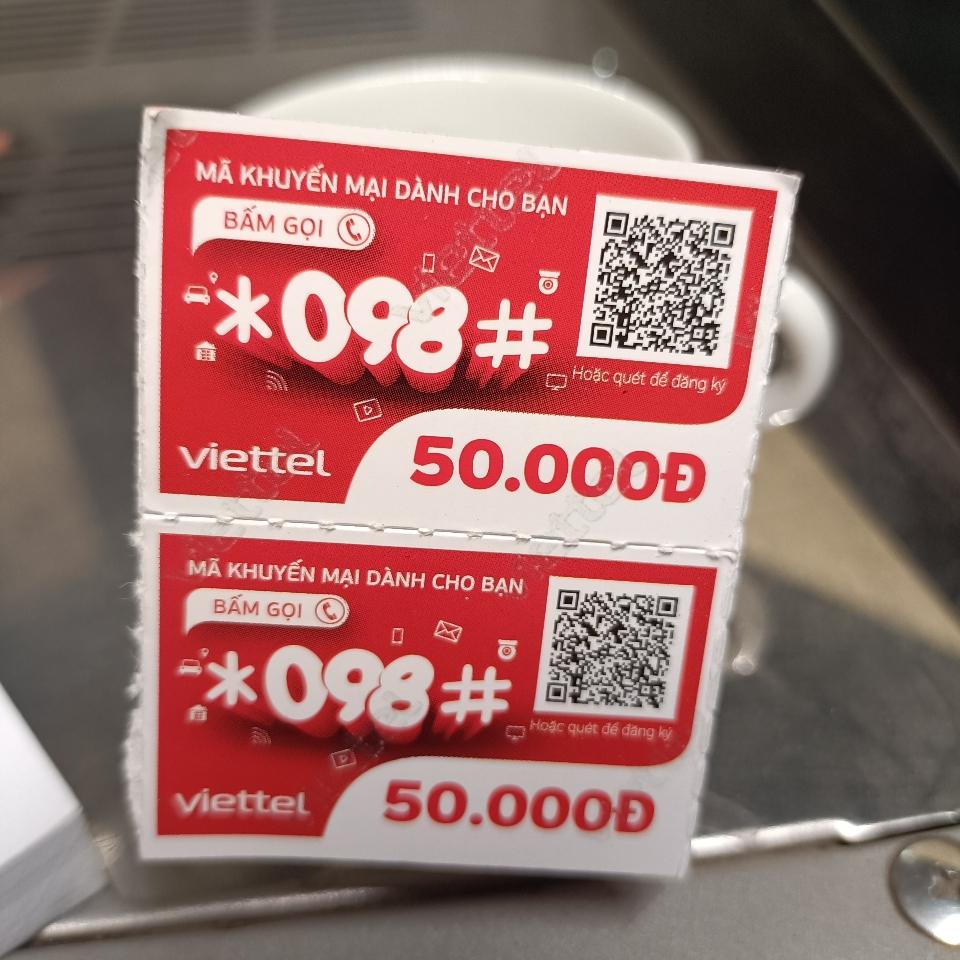 MÃ KHUYẾN MẠI DÀNH CHO BẠN
BẤM GỌI
*098#
Hoặc quét để đăng ký
viettel
50.000Đ
MÃ KHUYẾN MẠI DÀNH CHO BẠN
BẤM GỌI
*098#
Hoặc quét để đăng ký
viettel
50.000Đ